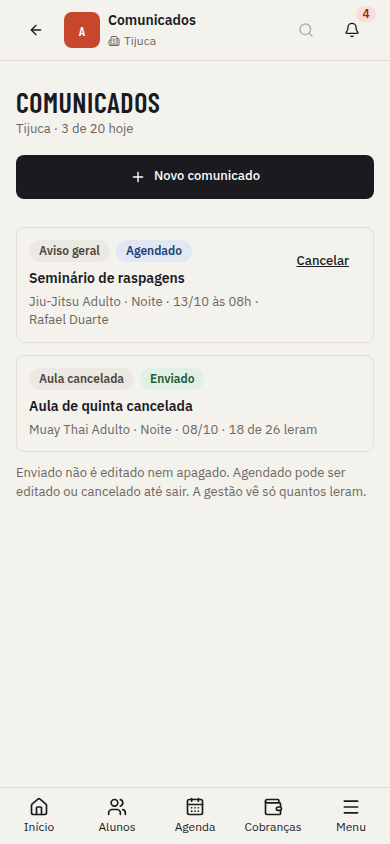 A
Comunicados
Tijuca
4
COMUNICADOS
Tijuca · 3 de 20 hoje
Novo comunicado
Aviso geral
Agendado
Seminário de raspagens
Jiu-Jitsu Adulto · Noite · 13/10 às 08h ·
Rafael Duarte
Cancelar
Aula cancelada
Enviado
Aula de quinta cancelada
Muay Thai Adulto · Noite · 08/10 · 18 de 26 leram
Enviado não é editado nem apagado. Agendado pode ser
editado ou cancelado até sair. A gestão vê só quantos leram.
Início
Alunos
Agenda
Cobranças
Menu